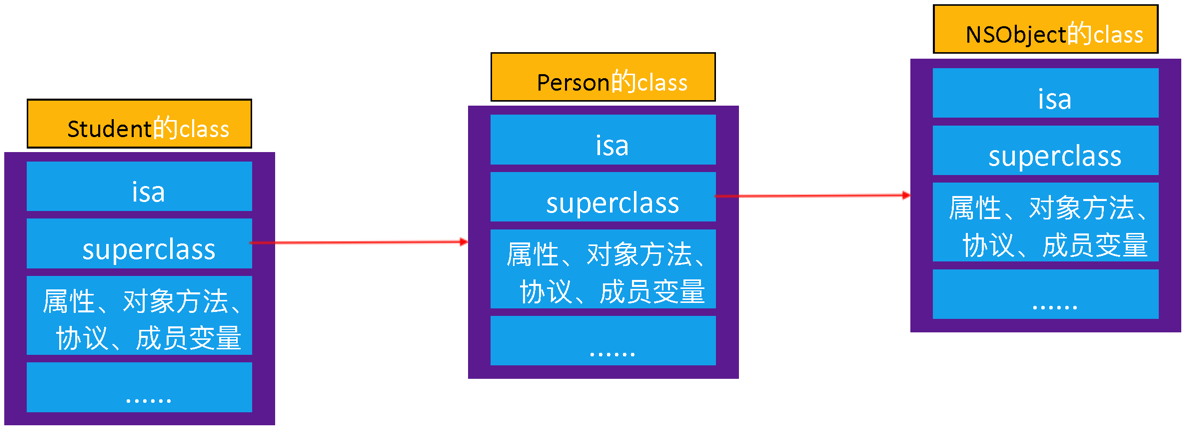 Student的class
isa
superclass
属性、对象方法、
协议、成员变量
......
Person的class
isa
superclass
属性、对象方法、
协议、成员变量
......
NSObject的class
isa
superclass
属性、对象方法、
协议、成员变量
......